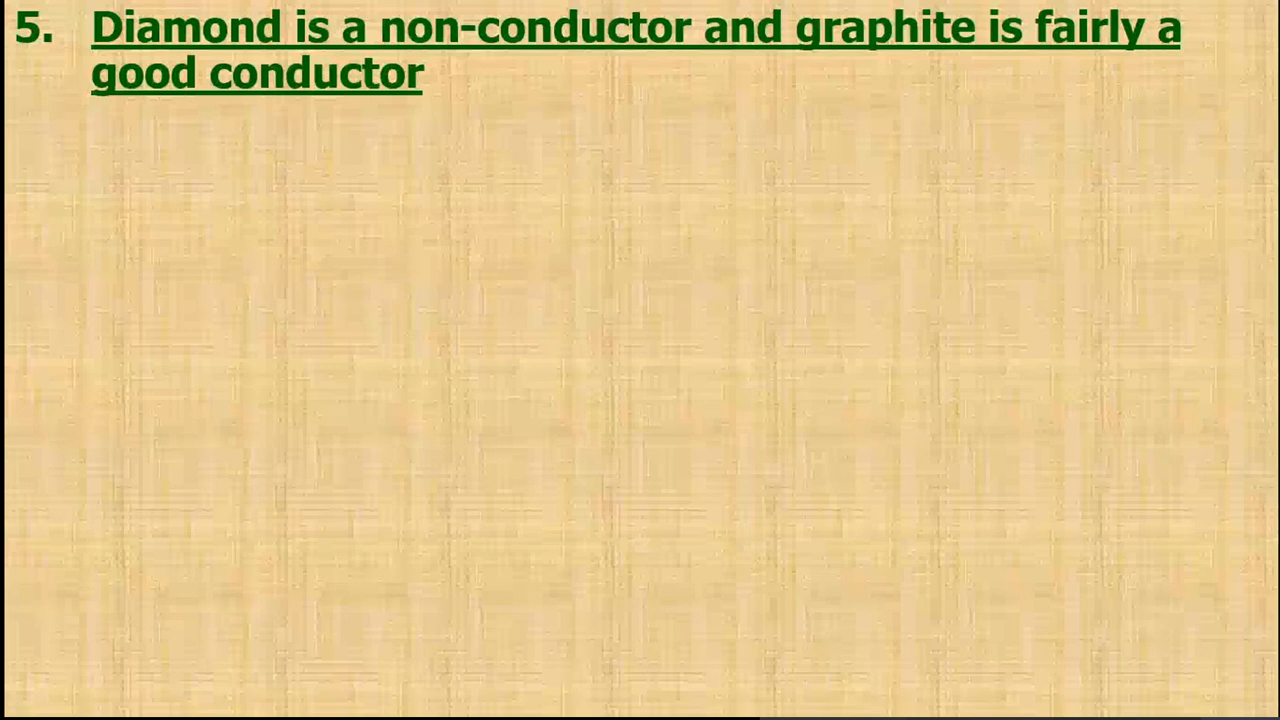 5. Diamond is a non-conductor and graphite is fairly a
good conductor